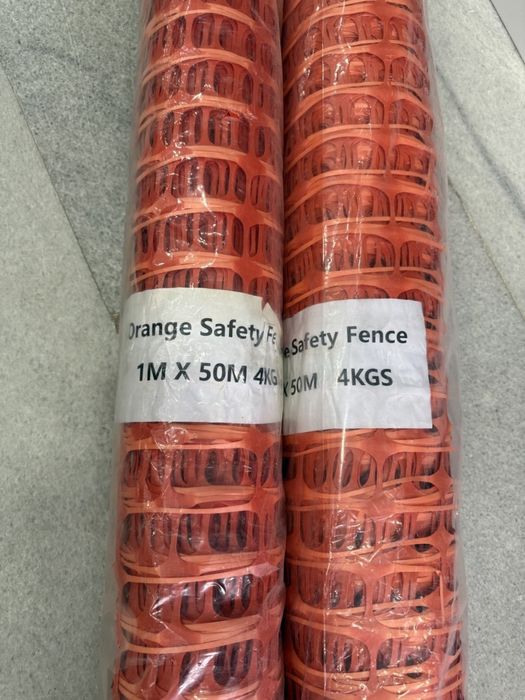 Orange Safety Fe
1M X 50M 4KG
Safety Fence
X 50M 4KGS